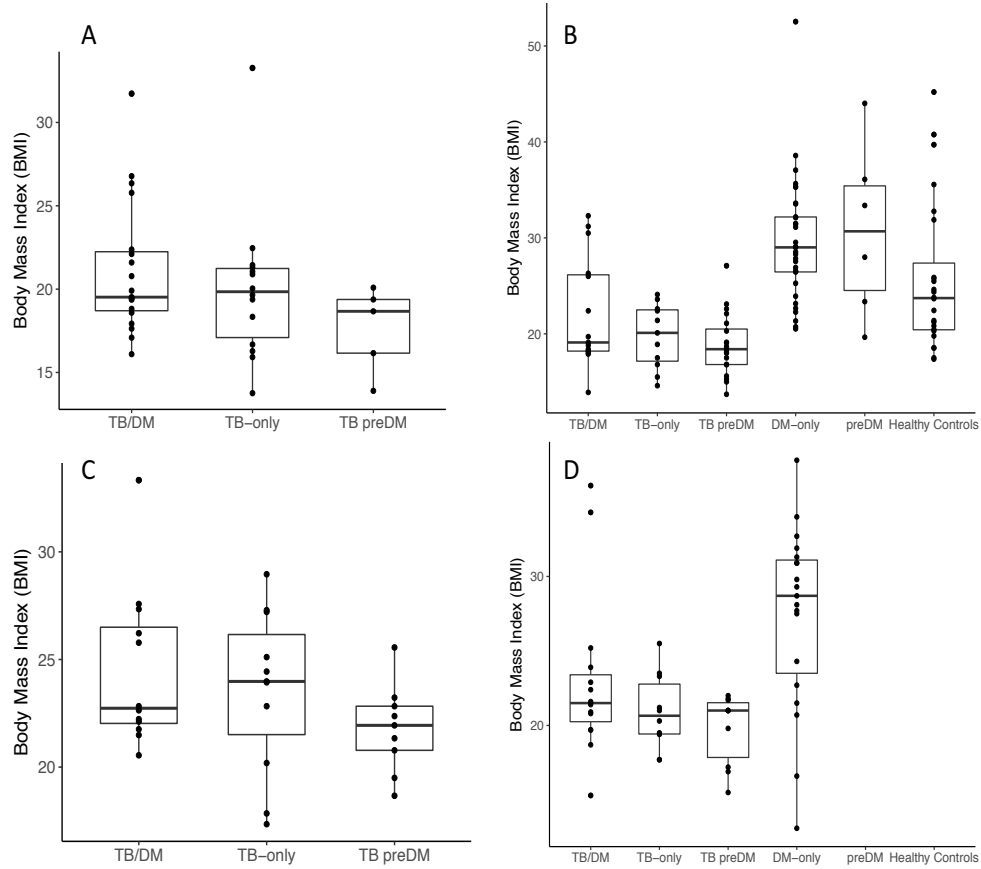 A
Body Mass Index (BMI)
30
25
20
15
TB/DM
TB−only
TB preDM
B
Body Mass Index (BMI)
50
40
30
20
TB/DM
TB−only
TB preDM
DM−only
preDM
Healthy Controls
C
Body Mass Index (BMI)
30
25
20
TB/DM
TB−only
TB preDM
D
Body Mass Index (BMI)
30
20
TB/DM
TB−only
TB preDM
DM−only
preDM
Healthy Controls